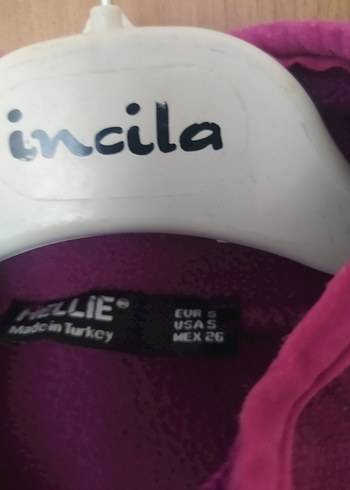 incila
HELLIE
Made in Turkey
EUR S
USA S
MEX 26